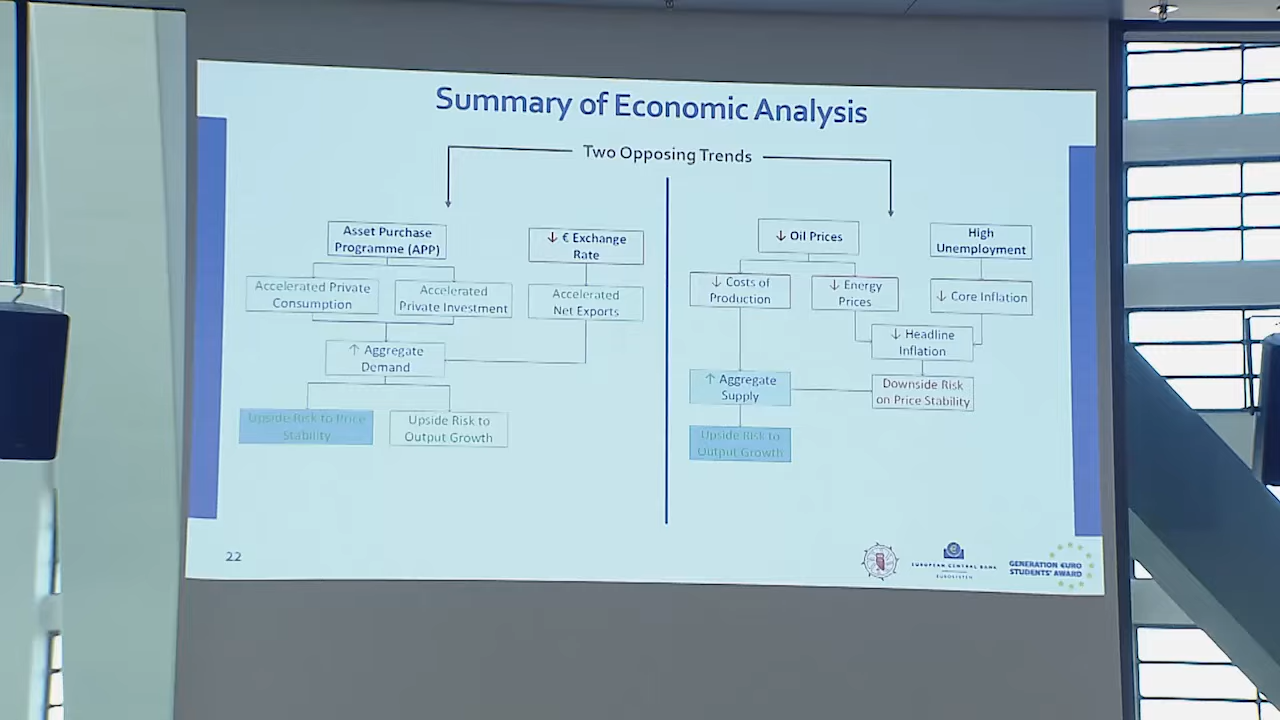 Summary of Economic Analysis
Two Opposing Trends
Asset Purchase
Programme (APP)
↓ € Exchange
Rate
Accelerated Private
Consumption
Accelerated
Private Investment
Accelerated
Net Exports
↑ Aggregate
Demand
Upside Risk to Price
Stability
Upside Risk to
Output Growth
↓ Oil Prices
High
Unemployment
↓ Costs of
Production
↓ Energy
Prices
↓ Core Inflation
↓ Headline
Inflation
↑ Aggregate
Supply
Downside Risk
on Price Stability
Upside Risk to
Output Growth
22
EUROPEAN CENTRAL BANK
EUROSYSTEM
GENERATION €URO
STUDENTS' AWARD